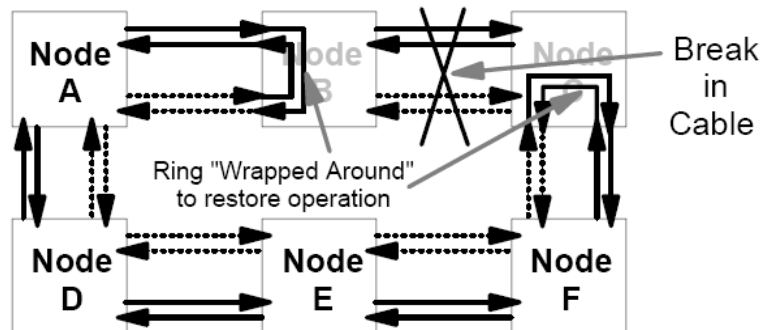 Node
A
Node
B
Node
C
Break
in
Cable
Ring "Wrapped Around"
to restore operation
Node
D
Node
E
Node
F